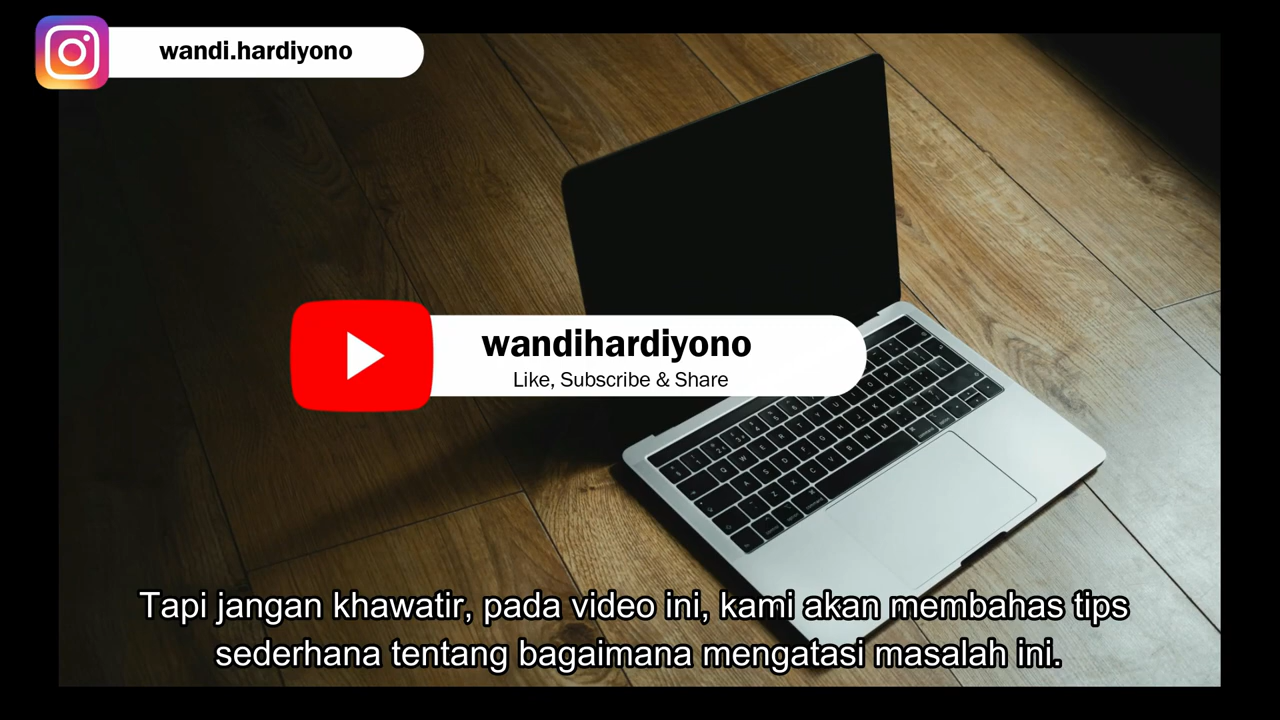 wandi.hardiyono
wandihardiyono
Like, Subscribe & Share
Tapi jangan khawatir, pada video ini, kami akan membahas tips
sederhana tentang bagaimana mengatasi masalah ini.